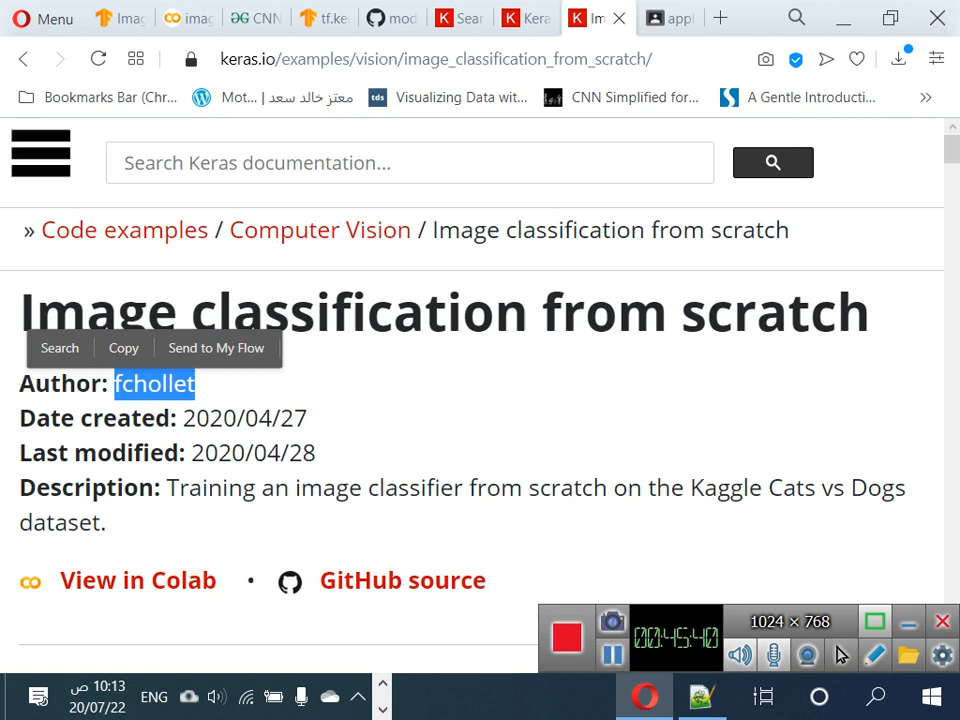 Menu Imag imag CNN tf.ke mod Sear Kera Im appl
keras.io/examples/vision/image_classification_from_scratch/
Bookmarks Bar (Chr... Mot... | معتز خالد سعد tds Visualizing Data wit... CNN Simplified for... A Gentle Introducti...
Search Keras documentation...
» Code examples / Computer Vision / Image classification from scratch
Image classification from scratch
Search Copy Send to My Flow
Author: fchollet
Date created: 2020/04/27
Last modified: 2020/04/28
Description: Training an image classifier from scratch on the Kaggle Cats vs Dogs
dataset.
View in Colab • GitHub source
1024 × 768
00:45:40
10:13 ص ENG
20/07/22